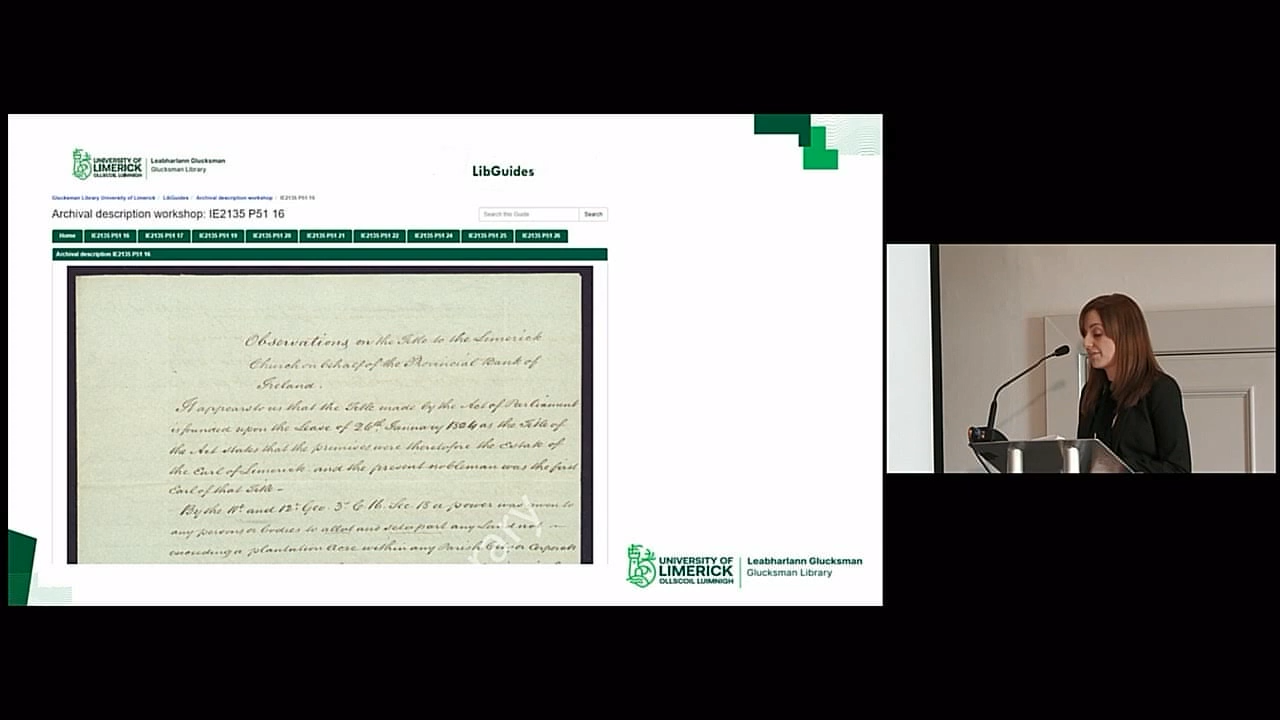 UNIVERSITY OF
LIMERICK
OLLSCOIL LUIMNIGH
Leabharlann Glucksman
Glucksman Library
LibGuides
Glucksman Library University of Limerick / LibGuides / Archival description workshop / IE2135 P51 16
Archival description workshop: IE2135 P51 16
Search the Guide
Search
Home
IE2135 P51 16
IE2135 P51 17
IE2135 P51 19
IE2135 P51 20
IE2135 P51 21
IE2135 P51 22
IE2135 P51 24
IE2135 P51 25
IE2135 P51 26
Archival description IE2135 P51 16
Observations on the Title to the Limerick
Church on behalf of the Provincial Bank of
Ireland.
It appears to us that the Title made by the Act of Parliament
is founded upon the Lease of 26th January 1804 as the Title of
the Act states that the premises were therefore the Estate of
the Earl of Limerick and the present nobleman was the first
Earl of that Title -
By the 11th and 12th Geo. 3d C. 16. Sec. 18 a power was given to
any persons or bodies to allot and set apart any Land not
exceeding a plantation Acre within any Parish
rary
UNIVERSITY OF
LIMERICK
OLLSCOIL LUIMNIGH
Leabharlann Glucksman
Glucksman Library